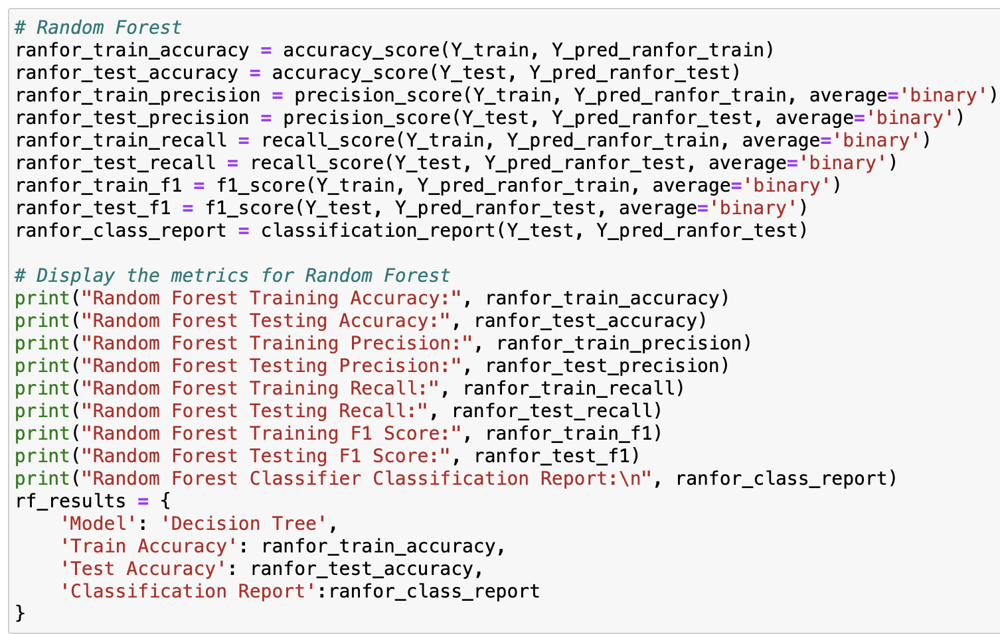 # Random Forest
ranfor_train_accuracy = accuracy_score(Y_train, Y_pred_ranfor_train)
ranfor_test_accuracy = accuracy_score(Y_test, Y_pred_ranfor_test)
ranfor_train_precision = precision_score(Y_train, Y_pred_ranfor_train, average='binary')
ranfor_test_precision = precision_score(Y_test, Y_pred_ranfor_test, average='binary')
ranfor_train_recall = recall_score(Y_train, Y_pred_ranfor_train, average='binary')
ranfor_test_recall = recall_score(Y_test, Y_pred_ranfor_test, average='binary')
ranfor_train_f1 = f1_score(Y_train, Y_pred_ranfor_train, average='binary')
ranfor_test_f1 = f1_score(Y_test, Y_pred_ranfor_test, average='binary')
ranfor_class_report = classification_report(Y_test, Y_pred_ranfor_test)

# Display the metrics for Random Forest
print("Random Forest Training Accuracy:", ranfor_train_accuracy)
print("Random Forest Testing Accuracy:", ranfor_test_accuracy)
print("Random Forest Training Precision:", ranfor_train_precision)
print("Random Forest Testing Precision:", ranfor_test_precision)
print("Random Forest Training Recall:", ranfor_train_recall)
print("Random Forest Testing Recall:", ranfor_test_recall)
print("Random Forest Training F1 Score:", ranfor_train_f1)
print("Random Forest Testing F1 Score:", ranfor_test_f1)
print("Random Forest Classifier Classification Report:\n", ranfor_class_report)
rf_results = {
    'Model': 'Decision Tree',
    'Train Accuracy': ranfor_train_accuracy,
    'Test Accuracy': ranfor_test_accuracy,
    'Classification Report':ranfor_class_report
}